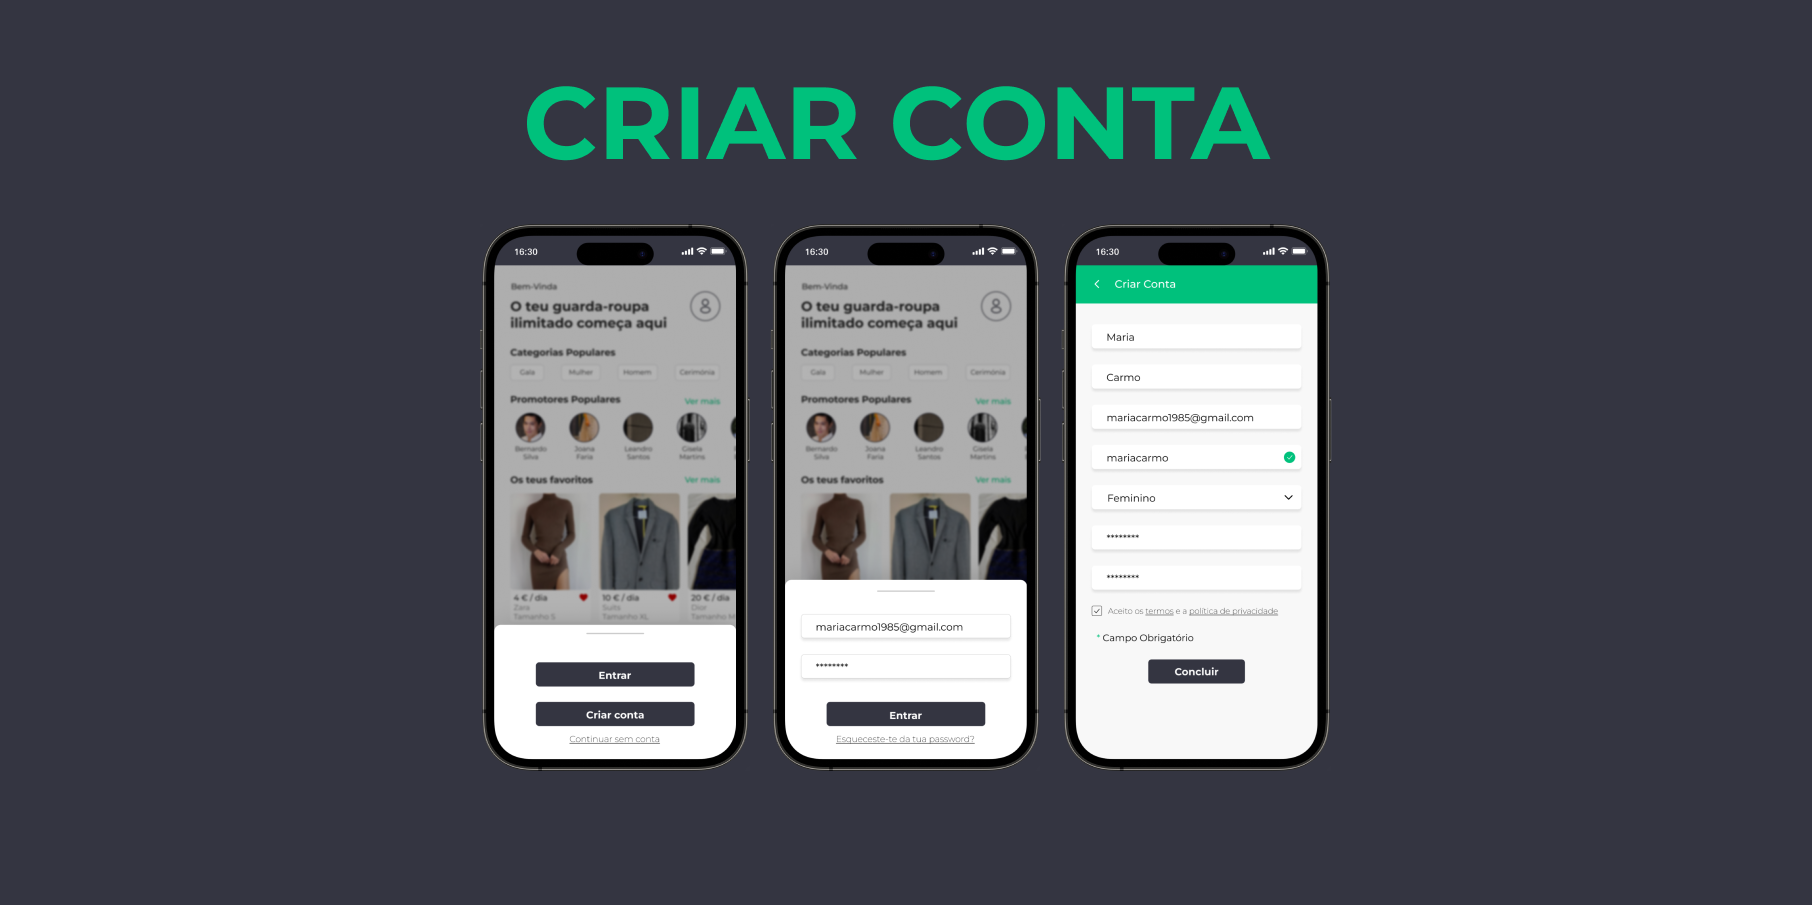 CRIAR CONTA
16:30
Bem-Vinda
O teu guarda-roupa
ilimitado começa aqui
Categorias Populares
Gala Mulher Homem Cerimónia
Promotores Populares Ver mais
Bernardo Silva Joana Faria Leandro Santos Gisela Martins
Os teus favoritos Ver mais
4 € / dia 10 € / dia 20 € / dia
Zara Suits Dior
Tamanho S Tamanho XL Tamanho M
Entrar
Criar conta
Continuar sem conta
16:30
Bem-Vinda
O teu guarda-roupa
ilimitado começa aqui
Categorias Populares
Gala Mulher Homem Cerimónia
Promotores Populares Ver mais
Bernardo Silva Joana Faria Leandro Santos Gisela Martins
Os teus favoritos Ver mais
mariacarmo1985@gmail.com
********
Entrar
Esqueceste-te da tua password?
16:30
Criar Conta
Maria
Carmo
mariacarmo1985@gmail.com
mariacarmo
Feminino
********
********
Aceito os termos e a política de privacidade
* Campo Obrigatório
Concluir